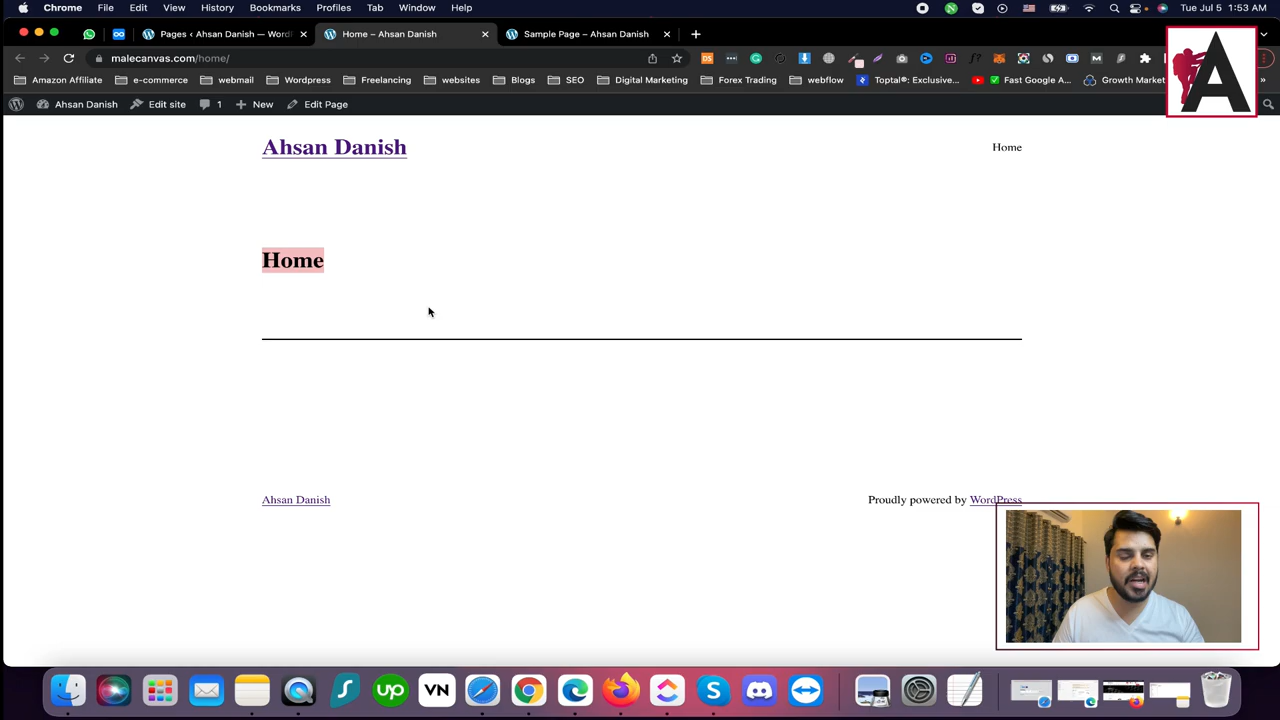 Chrome File Edit View History Bookmarks Profiles Tab Window Help Tue Jul 5 1:53 AM
Pages ‹ Ahsan Danish — Word
Home – Ahsan Danish
Sample Page – Ahsan Danish
malecanvas.com/home/
Amazon Affiliate e-commerce webmail Wordpress Freelancing websites Blogs SEO Digital Marketing Forex Trading webflow Toptal®: Exclusive... Fast Google A... Growth Market
Ahsan Danish Edit site 1 New Edit Page
A
Ahsan Danish
Home
Home
Ahsan Danish
Proudly powered by WordPress
up VN